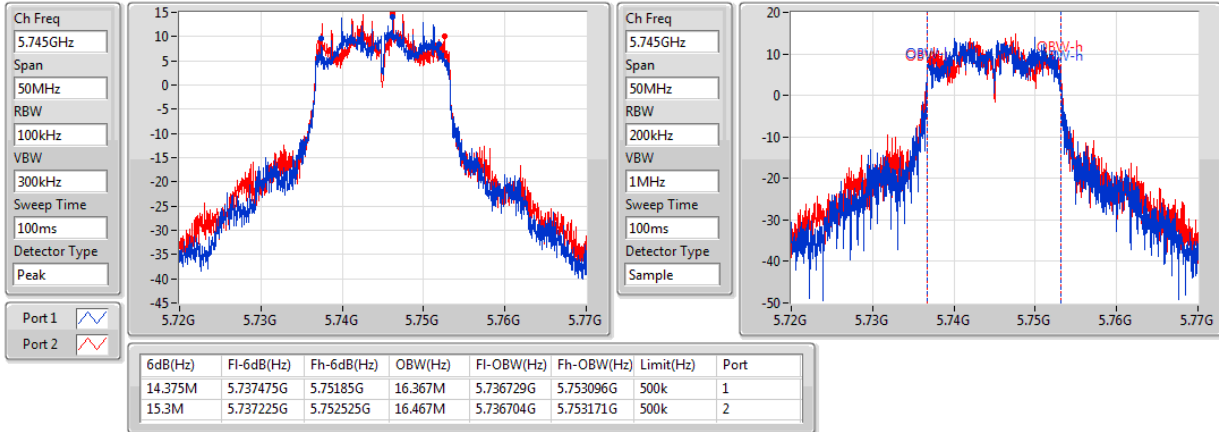 Ch Freq
5.745GHz
Span
50MHz
RBW
100kHz
VBW
300kHz
Sweep Time
100ms
Detector Type
Peak
Port 1
Port 2
15
10
5
0
-5
-10
-15
-20
-25
-30
-35
-40
-45
5.72G 5.73G 5.74G 5.75G 5.76G 5.77G
Ch Freq
5.745GHz
Span
50MHz
RBW
200kHz
VBW
1MHz
Sweep Time
100ms
Detector Type
Sample
20
10
0
-10
-20
-30
-40
-50
OBW-h
5.72G 5.73G 5.74G 5.75G 5.76G 5.77G
6dB(Hz) Fl-6dB(Hz) Fh-6dB(Hz) OBW(Hz) Fl-OBW(Hz) Fh-OBW(Hz) Limit(Hz) Port
14.375M 5.737475G 5.75185G 16.367M 5.736729G 5.753096G 500k 1
15.3M 5.737225G 5.752525G 16.467M 5.736704G 5.753171G 500k 2